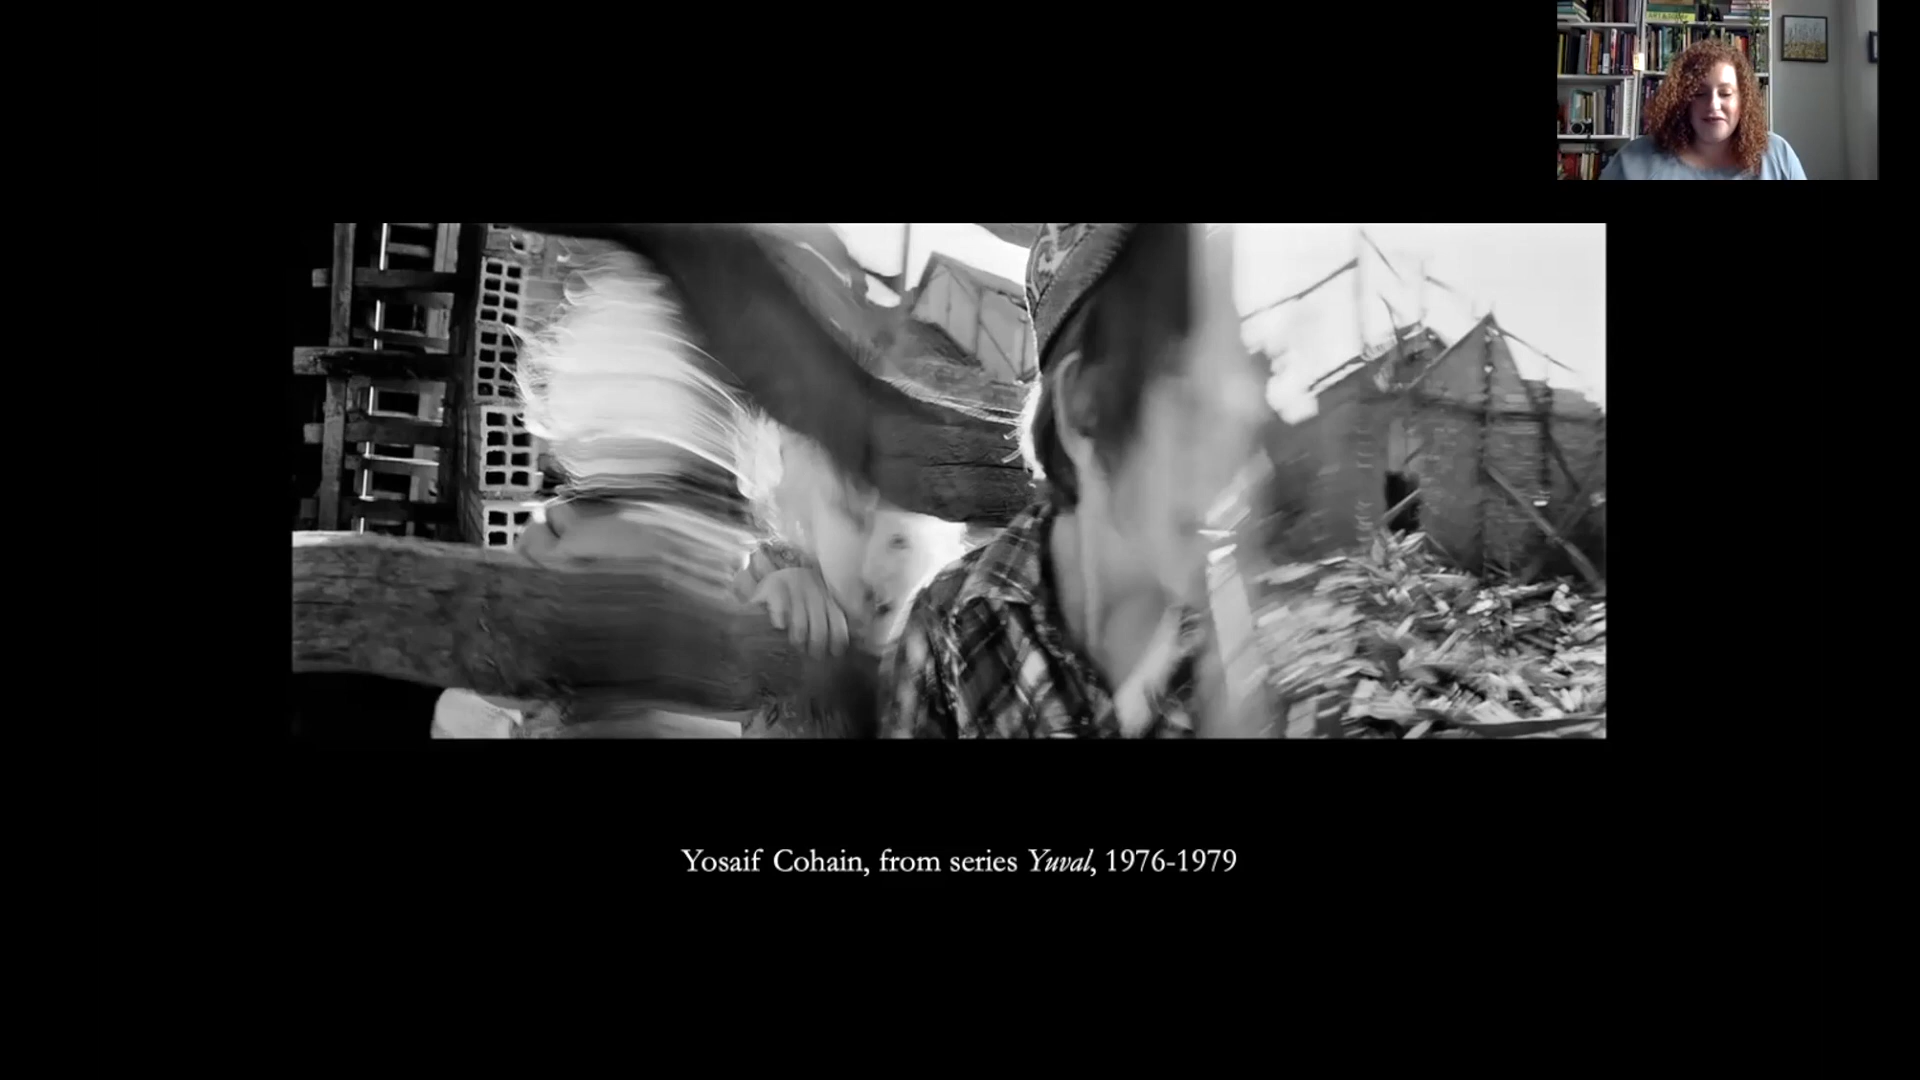 Yosaif Cohain, from series Yuval, 1976-1979